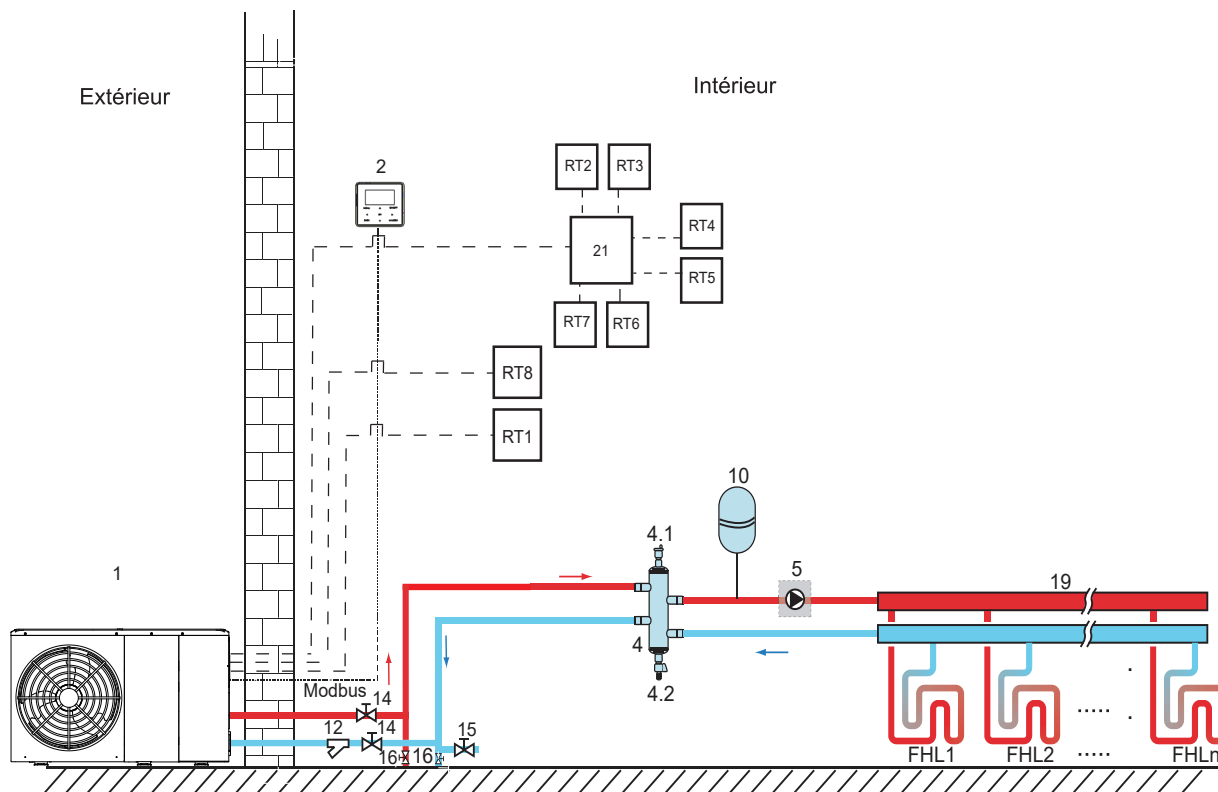 Extérieur
Intérieur
2
RT2
RT3
RT4
21
RT5
RT7
RT6
RT8
RT1
10
4.1
1
5
19
4
4.2
Modbus
14
12
14
15
16
16
.....
.
.
FHL1
FHL2
.....
FHLn